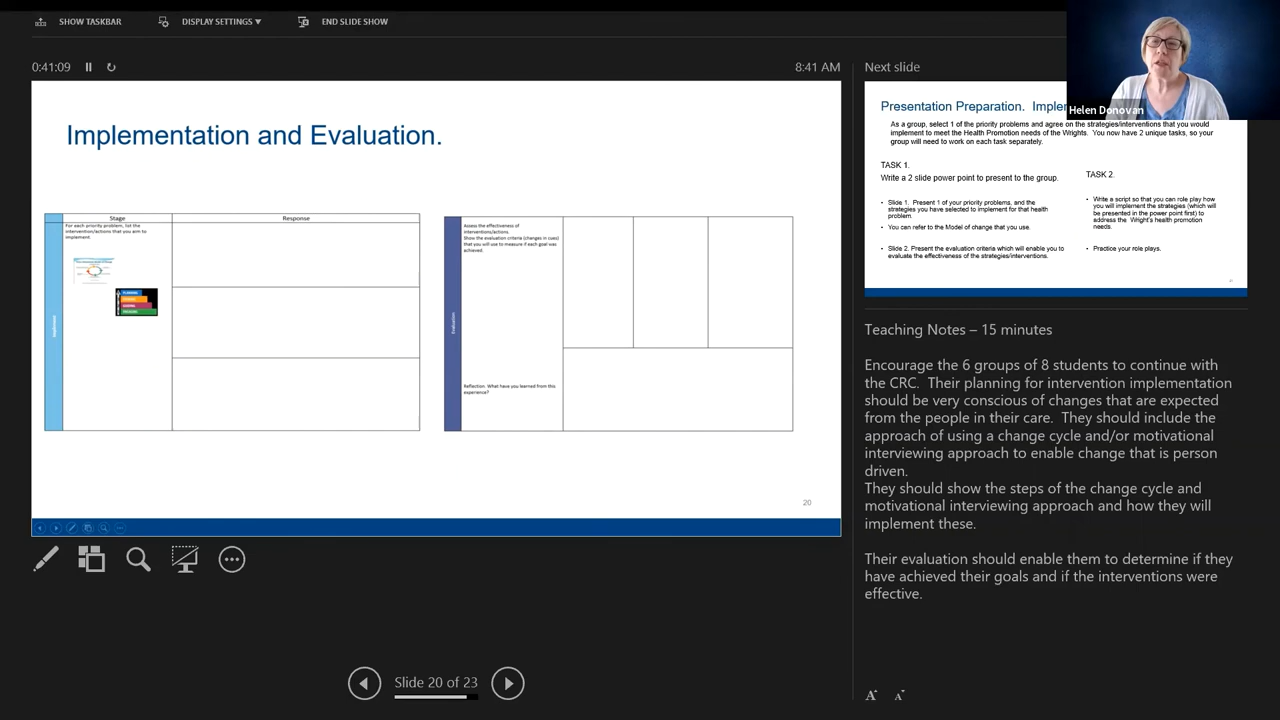 SHOW TASKBAR
DISPLAY SETTINGS ▼
END SLIDE SHOW
0:41:09
8:41 AM
Next slide
Helen Donovan
Implementation and Evaluation.
Stage
Response
For each priority problem, list the
intervention/actions that you aim to
implement.
Implement
Assess the effectiveness of
interventions/actions.
Show the evaluation criteria (changes in cues)
that you will use to measure if each goal was
achieved.
Evaluation
Reflection. What have you learned from this
experience?
20
Presentation Preparation.
As a group, select 1 of the priority problems and agree on the strategies/interventions that you would
implement to meet the Health Promotion needs of the Wrights. You now have 2 unique tasks, so your
group will need to work on each task separately.
TASK 1.
Write a 2 slide power point to present to the group.
Slide 1. Present 1 of your priority problems, and the
strategies you have selected to implement for that health
problem.
You can refer to the Model of change that you use.
Slide 2. Present the evaluation criteria which will enable you to
evaluate the effectiveness of the strategies/interventions.
TASK 2.
Write a script so that you can role play how
you will implement the strategies (which will
be presented in the power point first) to
address the Wright's health promotion
needs.
Practice your role plays.
Teaching Notes – 15 minutes
Encourage the 6 groups of 8 students to continue with
the CRC. Their planning for intervention implementation
should be very conscious of changes that are expected
from the people in their care. They should include the
approach of using a change cycle and/or motivational
interviewing approach to enable change that is person
driven.
They should show the steps of the change cycle and
motivational interviewing approach and how they will
implement these.
Their evaluation should enable them to determine if they
have achieved their goals and if the interventions were
effective.
Slide 20 of 23